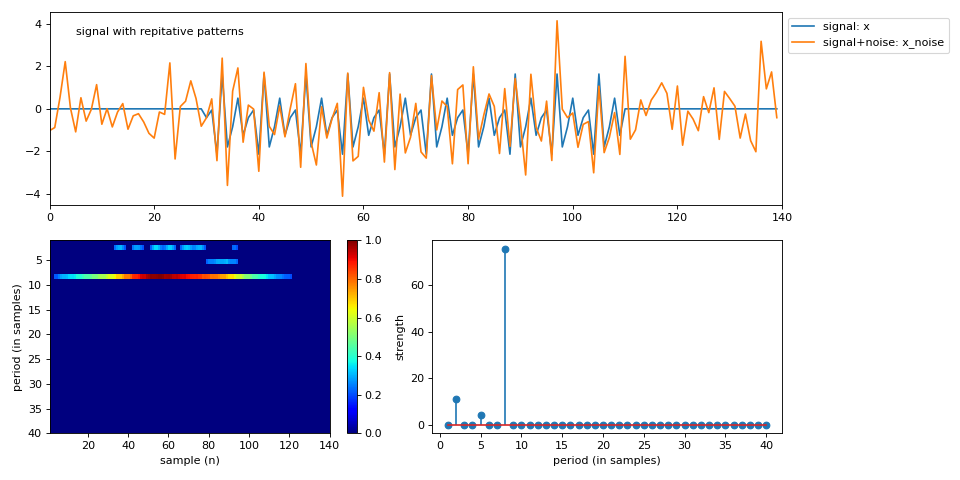 signal with repitative patterns
signal: x
signal+noise: x_noise
4
2
0
−2
−4
0 20 40 60 80 100 120 140
5
10
15
20
25
30
35
40
period (in samples)
20 40 60 80 100 120 140
sample (n)
1.0
0.8
0.6
0.4
0.2
0.0
strength
60
40
20
0
0 5 10 15 20 25 30 35 40
period (in samples)